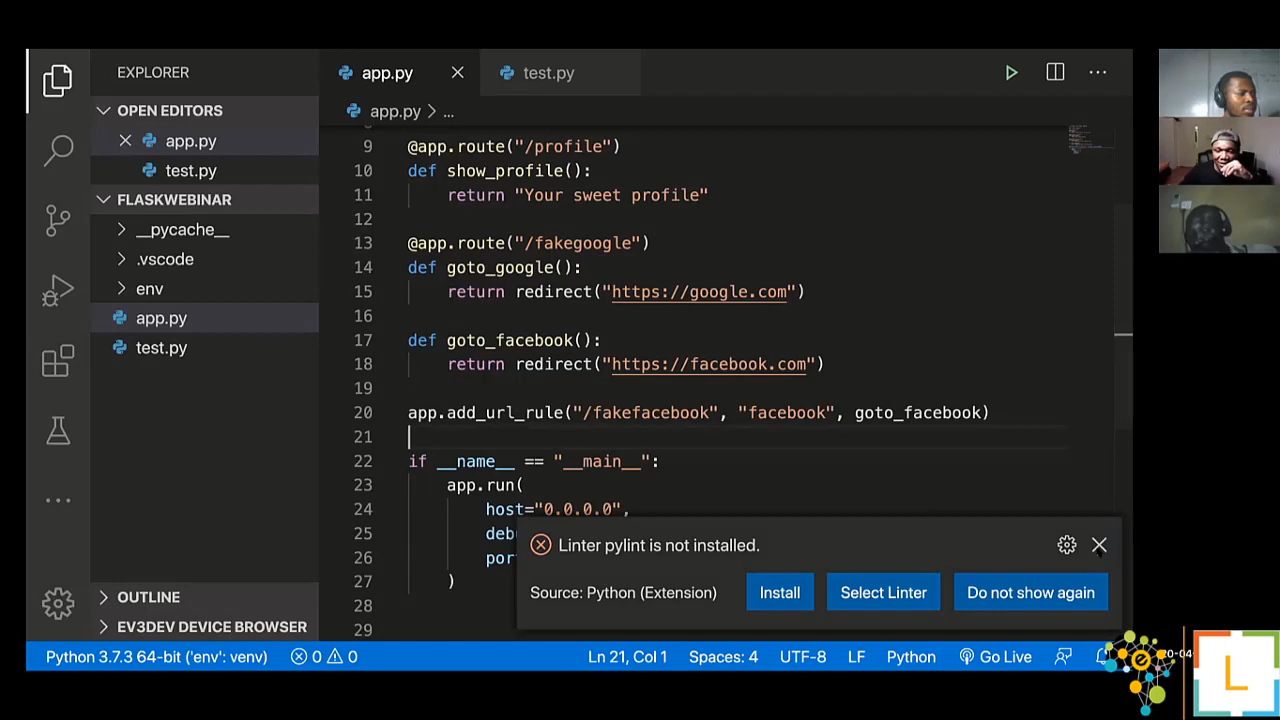 EXPLORER
OPEN EDITORS
app.py
test.py
FLASKWEBINAR
__pycache__
.vscode
env
app.py
test.py
OUTLINE
EV3DEV DEVICE BROWSER
app.py
test.py
app.py > ...
9 @app.route("/profile")
10 def show_profile():
11 return "Your sweet profile"
12
13 @app.route("/fakegoogle")
14 def goto_google():
15 return redirect("https://google.com")
16
17 def goto_facebook():
18 return redirect("https://facebook.com")
19
20 app.add_url_rule("/fakefacebook", "facebook", goto_facebook)
21
22 if __name__ == "__main__":
23 app.run(
24 host="0.0.0.0",
25 deb
26 por
27 )
28
29
Linter pylint is not installed.
Source: Python (Extension)
Install
Select Linter
Do not show again
Python 3.7.3 64-bit ('env': venv)
0
0
Ln 21, Col 1
Spaces: 4
UTF-8
LF
Python
Go Live
L